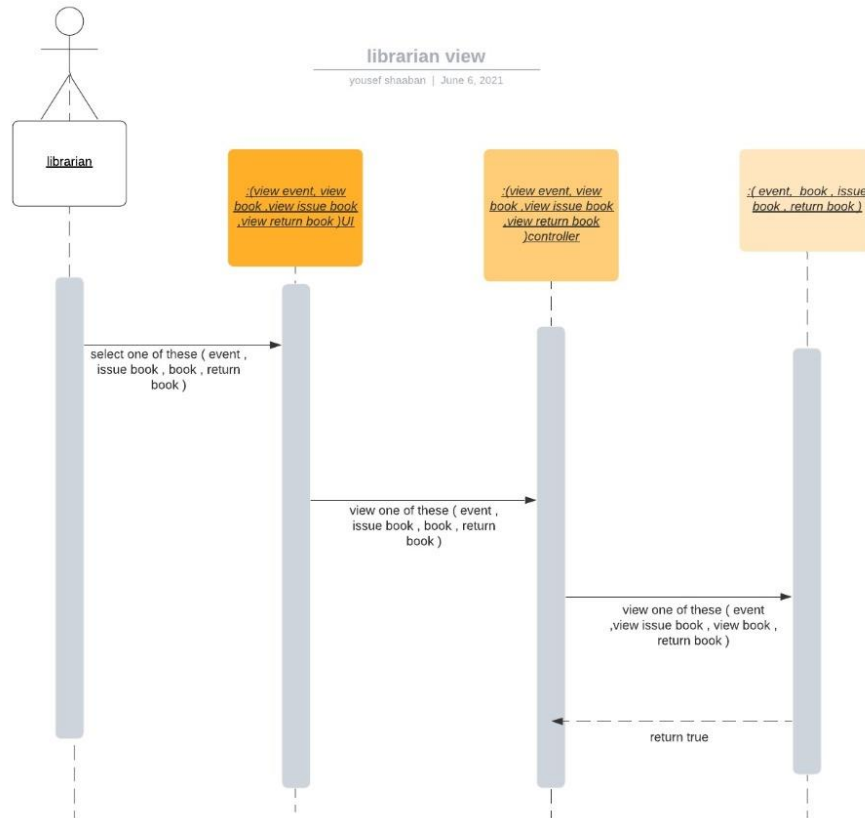 librarian view
yousef shaaban | June 6, 2021
librarian
:(view event, view
book ,view issue book
,view return book )UI
:(view event, view
book ,view issue book
,view return book
)controller
:( event,  book , issue
book , return book )
select one of these ( event ,
issue book , book , return
book )
view one of these ( event ,
issue book , book , return
book )
view one of these ( event
,view issue book , view book ,
return book )
return true